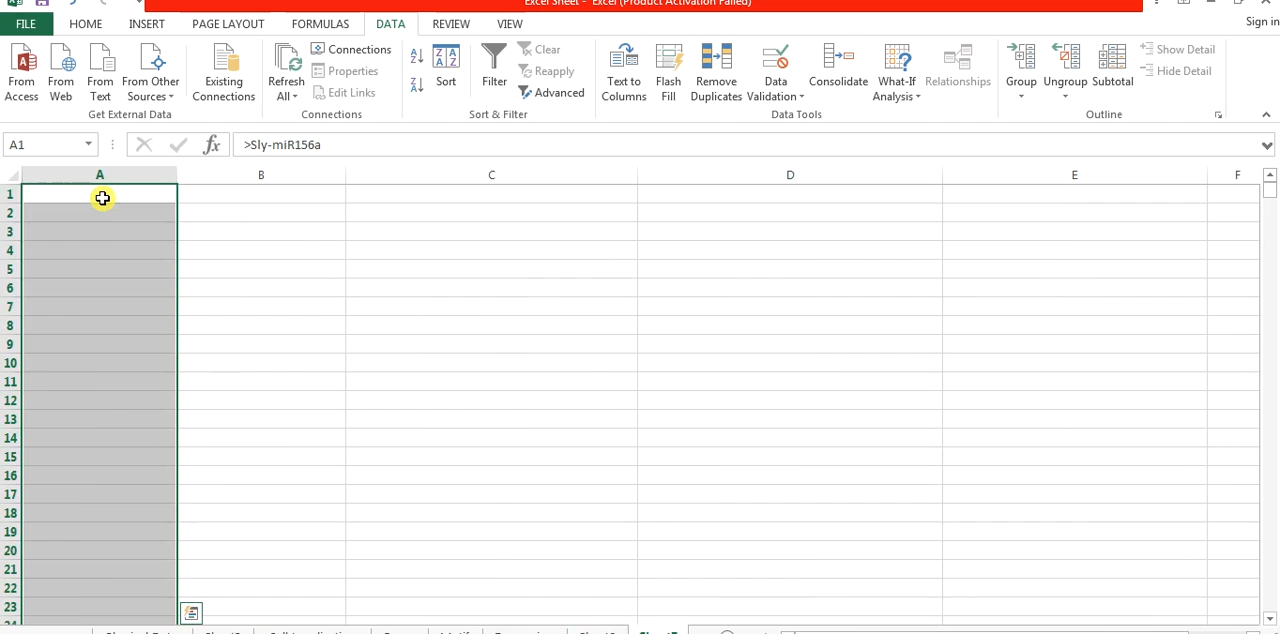 Excel Sheet - Excel (Product Activation Failed)
FILE HOME INSERT PAGE LAYOUT FORMULAS DATA REVIEW VIEW Sign in
From Access
From Web
From Text
From Other Sources
Existing Connections
Refresh All
Connections
Properties
Edit Links
Sort
Filter
Clear
Reapply
Advanced
Text to Columns
Flash Fill
Remove Duplicates
Data Validation
Consolidate
What-If Analysis
Relationships
Group
Ungroup
Subtotal
Show Detail
Hide Detail
Get External Data Connections Sort & Filter Data Tools Outline
A1 fx >Sly-miR156a
A B C D E F
1
2
3
4
5
6
7
8
9
10
11
12
13
14
15
16
17
18
19
20
21
22
23